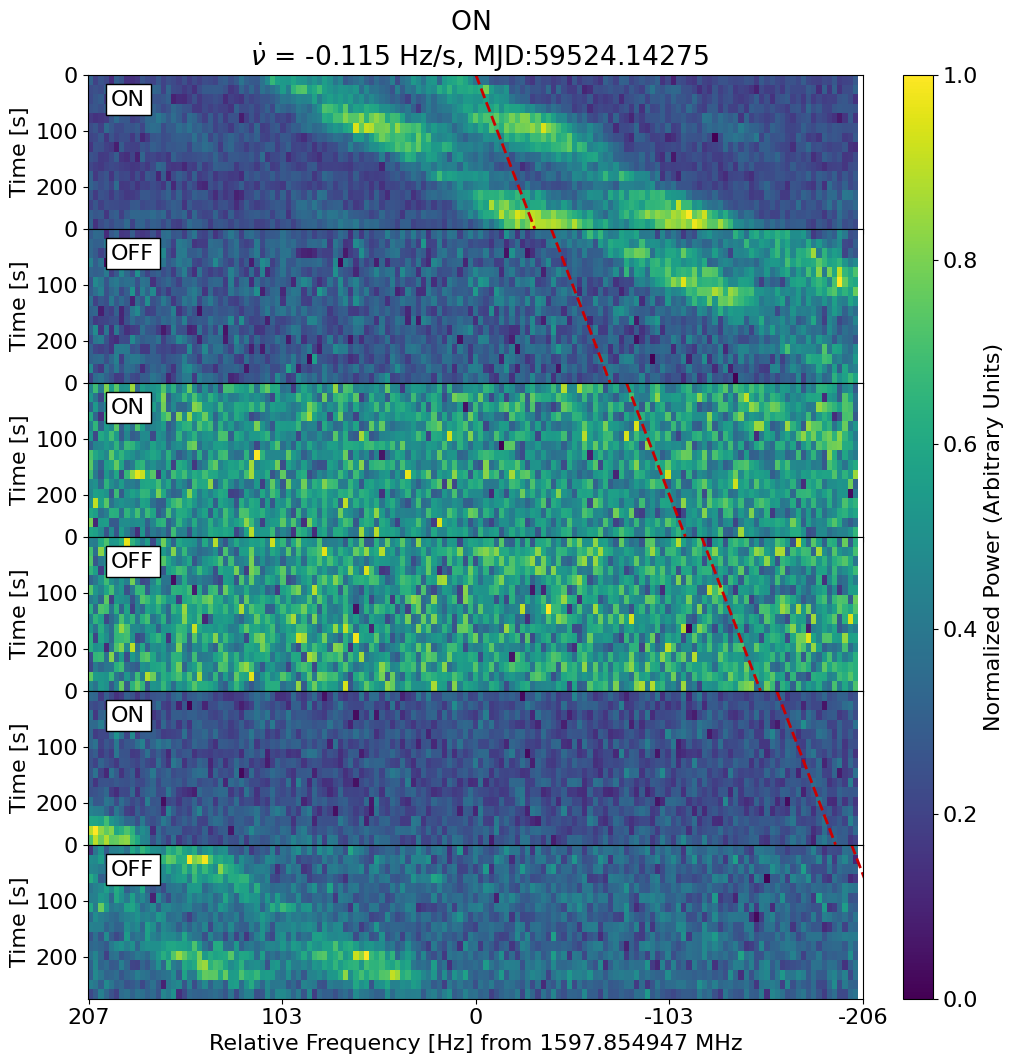 ON
ν̇ = -0.115 Hz/s, MJD:59524.14275
0
100
200
Time [s]
ON
0
100
200
Time [s]
OFF
0
100
200
Time [s]
ON
0
100
200
Time [s]
OFF
0
100
200
Time [s]
ON
0
100
200
Time [s]
OFF
207 103 0 -103 -206
Relative Frequency [Hz] from 1597.854947 MHz
1.0
0.8
0.6
0.4
0.2
0.0
Normalized Power (Arbitrary Units)